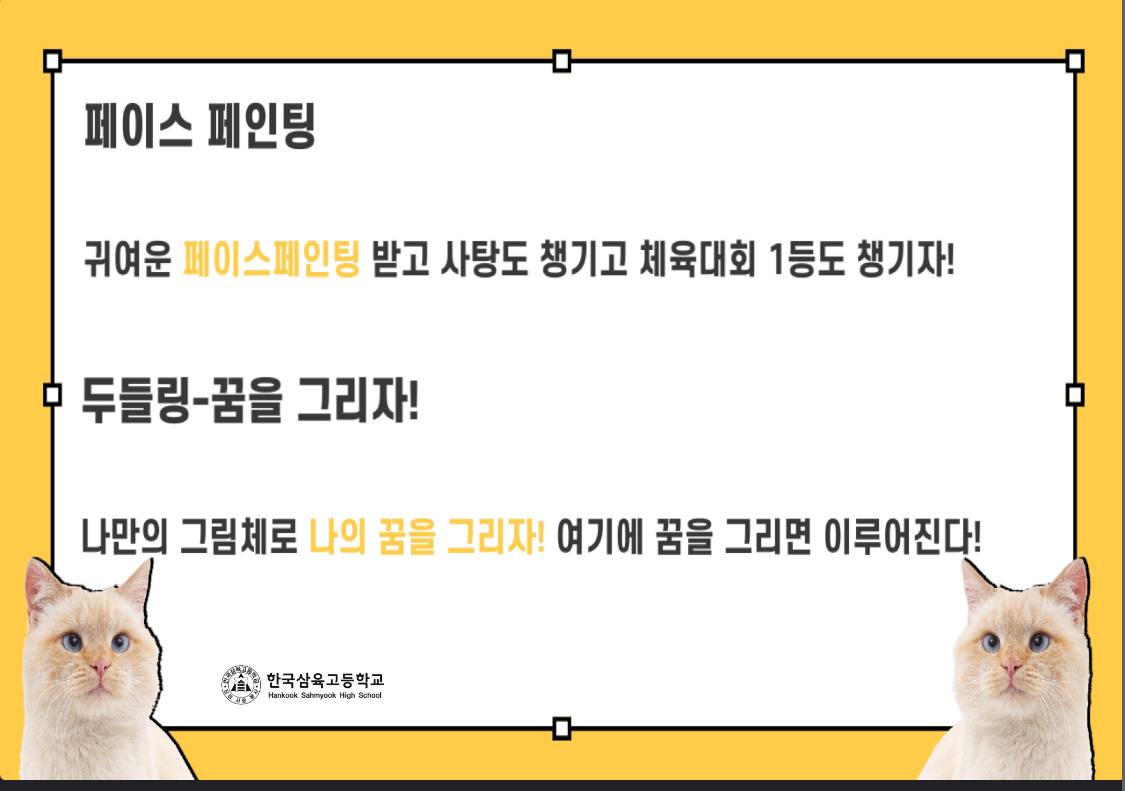 페이스 페인팅
귀여운 페이스페인팅 받고 사탕도 챙기고 체육대회 1등도 챙기자!
두들링-꿈을 그리자!
나만의 그림체로 나의 꿈을 그리자! 여기에 꿈을 그리면 이루어진다!
한국삼육고등학교
Hankook Sahmyook High School